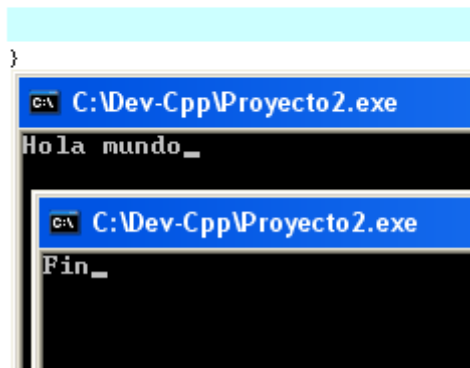 }
C:\Dev-Cpp\Proyecto2.exe
Hola mundo_
C:\Dev-Cpp\Proyecto2.exe
Fin_